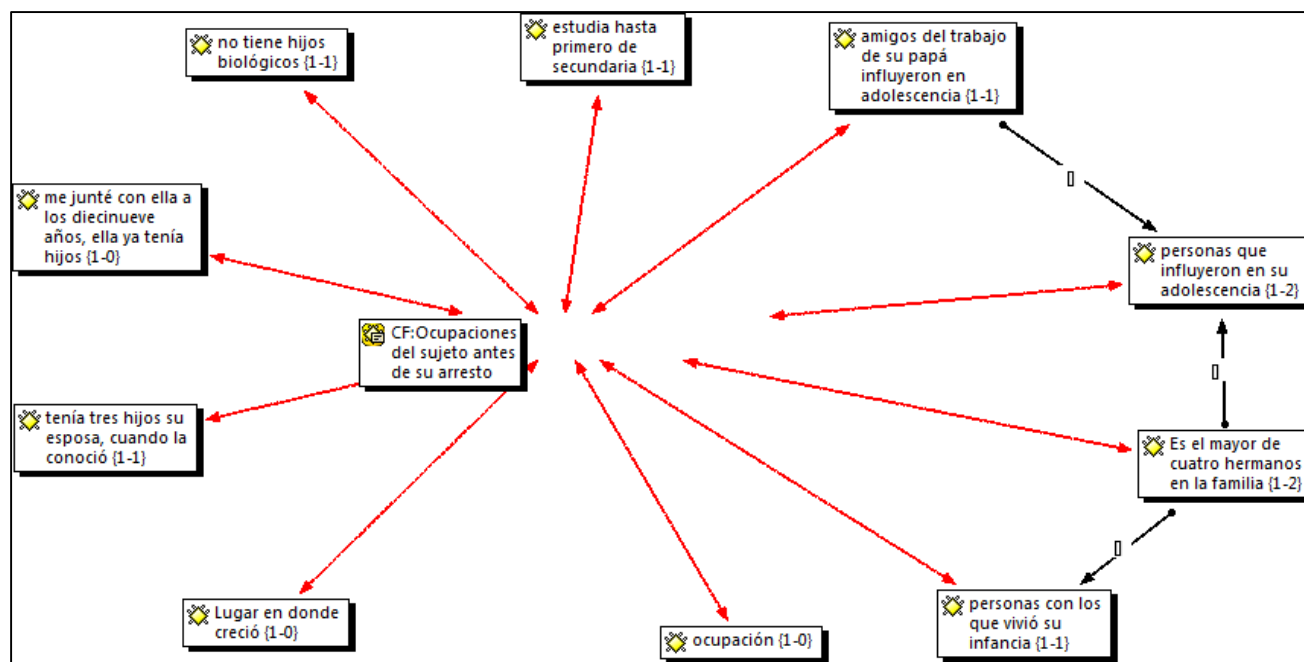 no tiene hijos
biológicos {1-1}
estudia hasta
primero de
secundaria {1-1}
amigos del trabajo
de su papá
influyeron en
adolescencia {1-1}
me junté con ella a
los diecinueve
años, ella ya tenía
hijos {1-0}
personas que
influyeron en su
adolescencia {1-2}
CF:Ocupaciones
del sujeto antes
de su arresto
tenía tres hijos su
esposa, cuando la
conoció {1-1}
Es el mayor de
cuatro hermanos
en la familia {1-2}
Lugar en donde
creció {1-0}
ocupación {1-0}
personas con los
que vivió su
infancia {1-1}